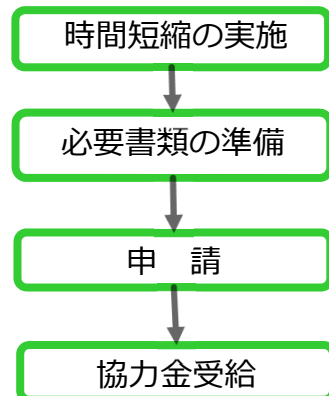 時間短縮の実施
必要書類の準備
申　請
協力金受給